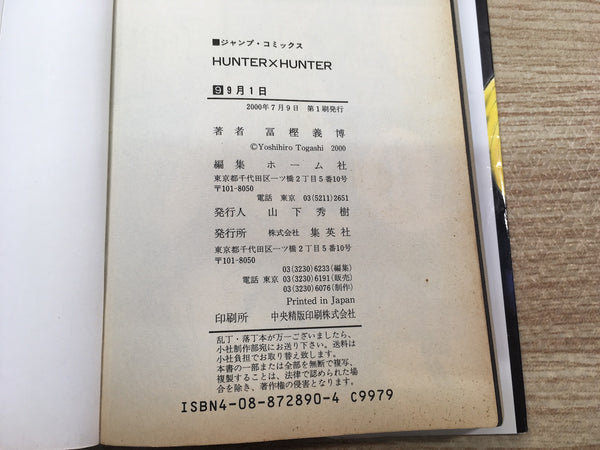 ■ジャンプ・コミックス
HUNTER×HUNTER
9 9月1日
2000年7月9日 第1刷発行
著者 冨樫義博
©Yoshihiro Togashi 2000
編集 ホーム社
東京都千代田区一ツ橋2丁目5番10号
〒101-8050
電話 東京 03(5211)2651
発行人 山下秀樹
発行所 株式会社 集英社
東京都千代田区一ツ橋2丁目5番10号
〒101-8050
03(3230)6233(編集)
電話 東京 03(3230)6191(販売)
03(3230)6076(制作)
Printed in Japan
印刷所 中央精版印刷株式会社
乱丁・落丁本が万一ございましたら、
小社制作部宛にお送り下さい。送料は
小社負担でお取り替え致します。
本書の一部または全部を無断で複写、
複製することは、法律で認められた場
合を除き、著作権の侵害となります。
ISBN4-08-872890-4 C9979